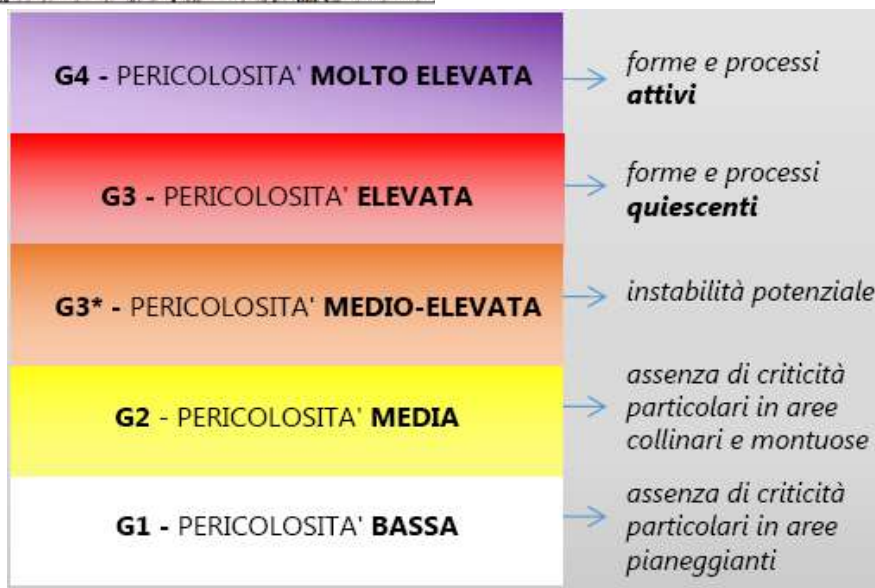 G4 - PERICOLOSITA' MOLTO ELEVATA
forme e processi
attivi
G3 - PERICOLOSITA' ELEVATA
forme e processi
quiescenti
G3* - PERICOLOSITA' MEDIO-ELEVATA
instabilità potenziale
G2 - PERICOLOSITA' MEDIA
assenza di criticità
particolari in aree
collinari e montuose
G1 - PERICOLOSITA' BASSA
assenza di criticità
particolari in aree
pianeggianti